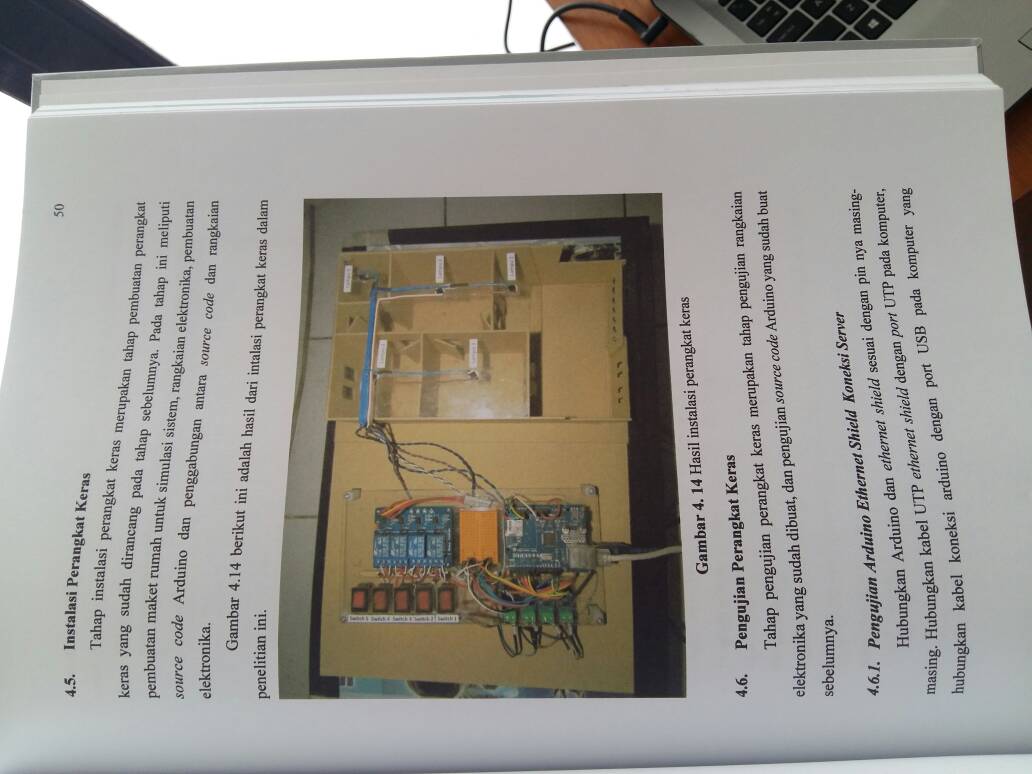 50
4.5. Instalasi Perangkat Keras
Tahap instalasi perangkat keras merupakan tahap pembuatan perangkat
keras yang sudah dirancang pada tahap sebelumnya. Pada tahap ini meliputi
pembuatan maket rumah untuk simulasi sistem, rangkaian elektronika, pembuatan
source code Arduino dan penggabungan antara source code dan rangkaian
elektronika.
Gambar 4.14 berikut ini adalah hasil dari intalasi perangkat keras dalam
penelitian ini.
Switch 5 Switch 4 Switch 3 Switch 2 Switch 1
Gambar 4. 14 Hasil instalasi perangkat keras
4.6. Pengujian Perangkat Keras
Tahap pengujian perangkat keras merupakan tahap pengujian rangkaian
elektronika yang sudah dibuat, dan pengujian source code Arduino yang sudah buat
sebelumnya.
4.6.1. Pengujian Arduino Ethernet Shield Koneksi Server
Hubungkan Arduino dan ethernet shield sesuai dengan pin nya masing-
masing. Hubungkan kabel UTP ethernet shield dengan port UTP pada komputer,
hubungkan kabel koneksi arduino dengan port USB pada komputer yang